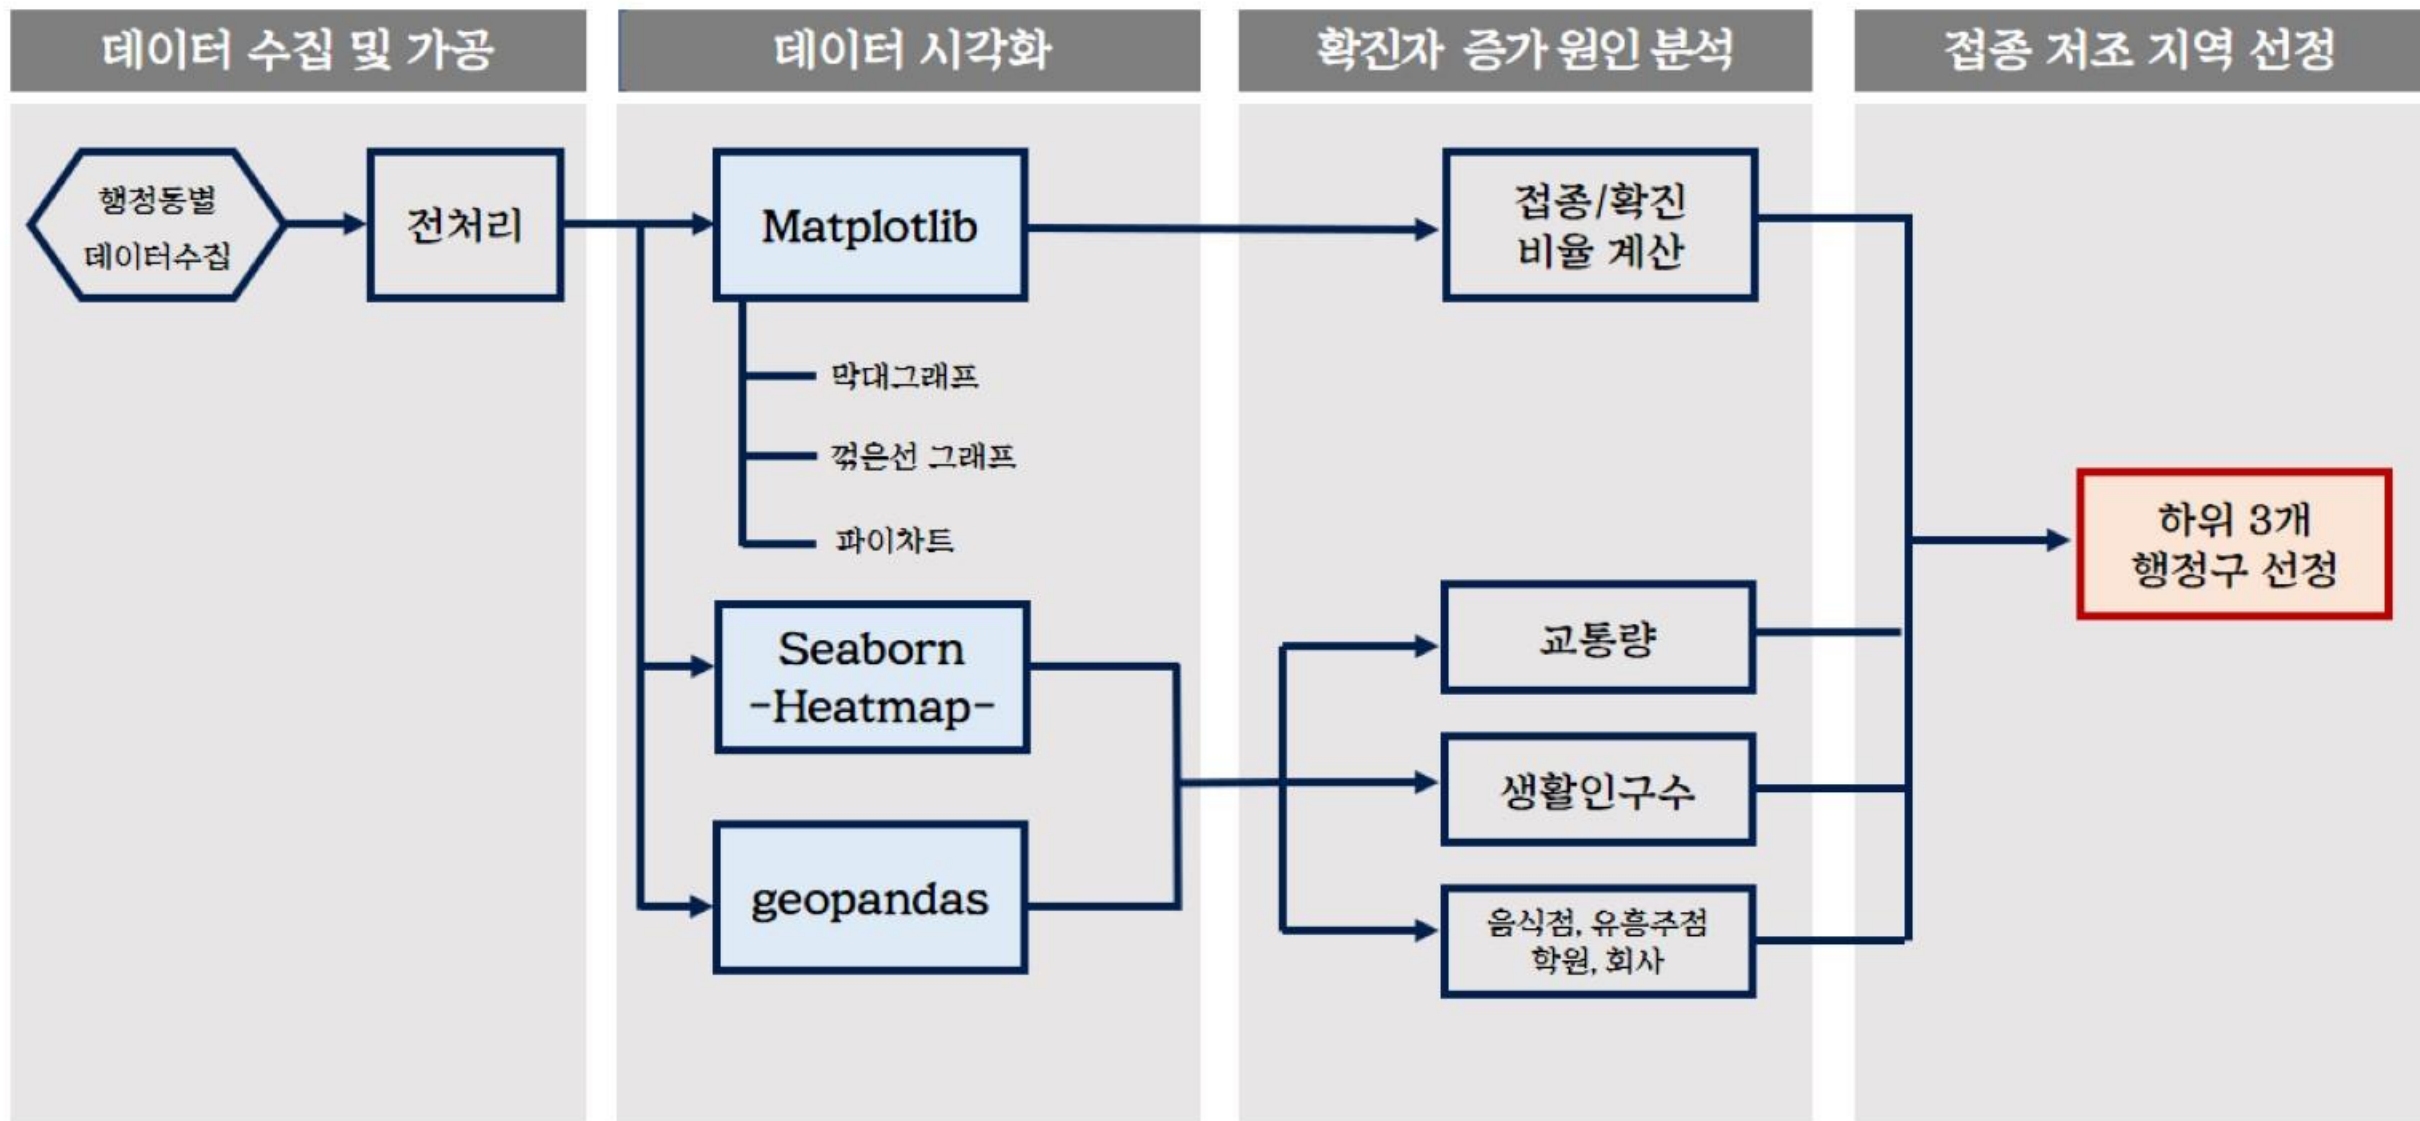 데이터 수집 및 가공
데이터 시각화
확진자 증가 원인 분석
접종 저조 지역 선정
행정동별
데이터수집
전처리
Matplotlib
막대그래프
꺾은선 그래프
파이차트
Seaborn
-Heatmap-
geopandas
접종/확진
비율 계산
교통량
생활인구수
음식점, 유흥주점
학원, 회사
하위 3개
행정구 선정